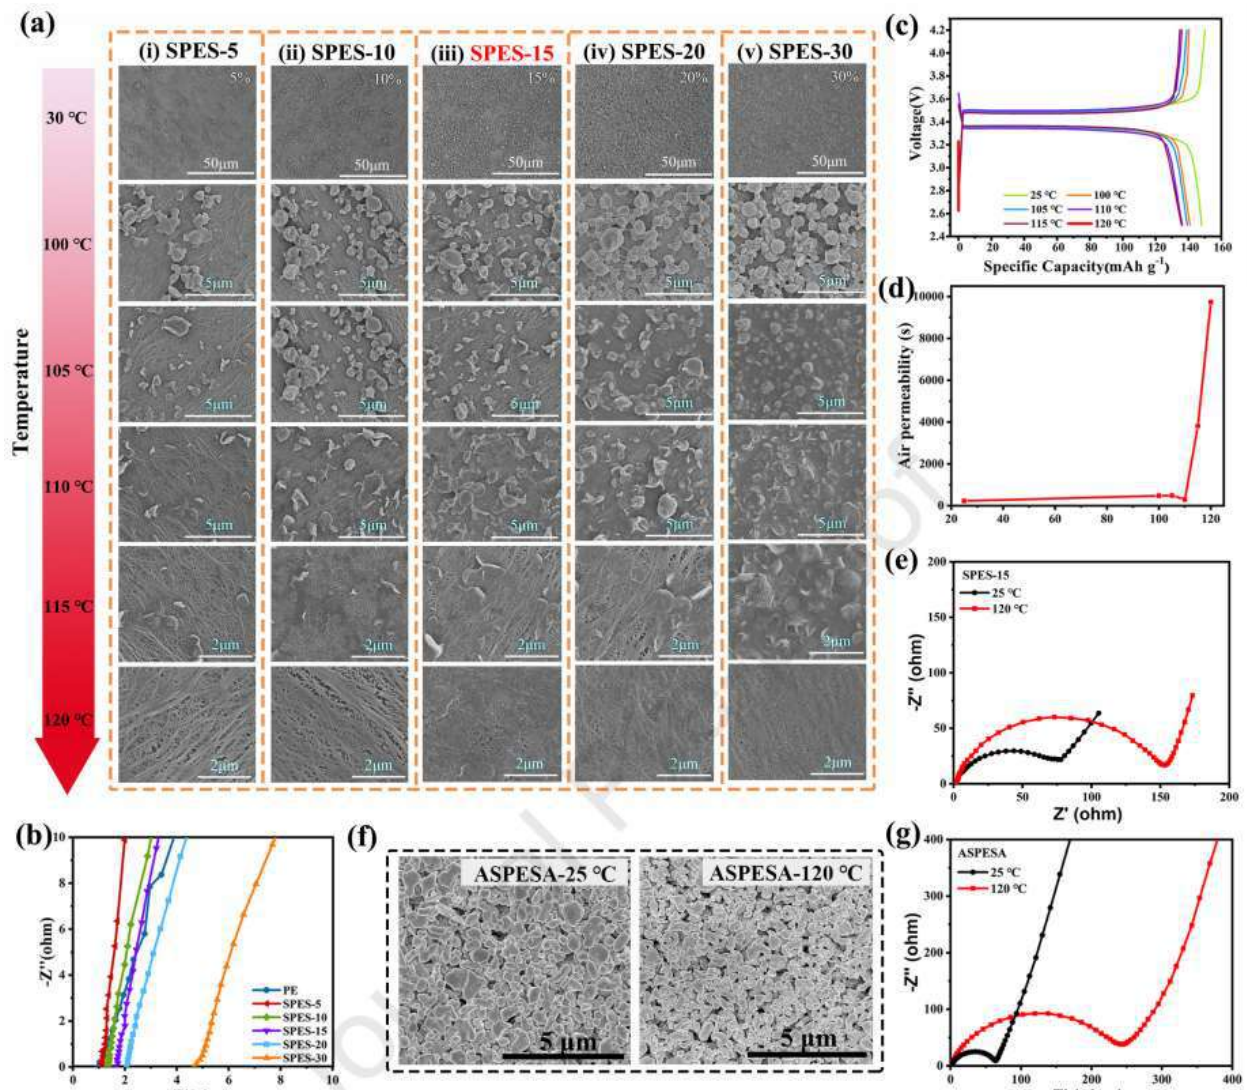 (a)
(i) SPES-5
(ii) SPES-10
(iii) SPES-15
(iv) SPES-20
(v) SPES-30
Temperature
30 ℃
5%
10%
15%
20%
30%
50μm
50μm
50μm
50μm
50μm
100 ℃
5μm
5μm
5μm
5μm
5μm
105 ℃
5μm
5μm
5μm
5μm
5μm
110 ℃
5μm
5μm
5μm
5μm
5μm
115 ℃
2μm
2μm
2μm
2μm
2μm
120 ℃
2μm
2μm
2μm
2μm
2μm
(c)
Voltage(V)
4.2
3.9
3.6
3.4
3.2
2.8
2.6
2.4
25 ℃
100 ℃
105 ℃
110 ℃
115 ℃
120 ℃
0 20 40 60 80 100 120 140 160
Specific Capacity(mAh g⁻¹)
(d)
Air permeability (s)
10000
8000
6000
4000
2000
0
20 40 60 80 100 120
(e)
SPES-15
25 ℃
120 ℃
-Z'' (ohm)
200
150
100
50
0
0 50 100 150 200
Z' (ohm)
(b)
-Z''(ohm)
10
8
6
4
2
0
PE
SPES-5
SPES-10
SPES-15
SPES-20
SPES-30
0 2 4 6 8 10
(f)
ASPESA-25 ℃
ASPESA-120 ℃
5 μm
5 μm
(g)
ASPESA
25 ℃
120 ℃
-Z'' (ohm)
400
300
200
100
0
0 100 200 300 400